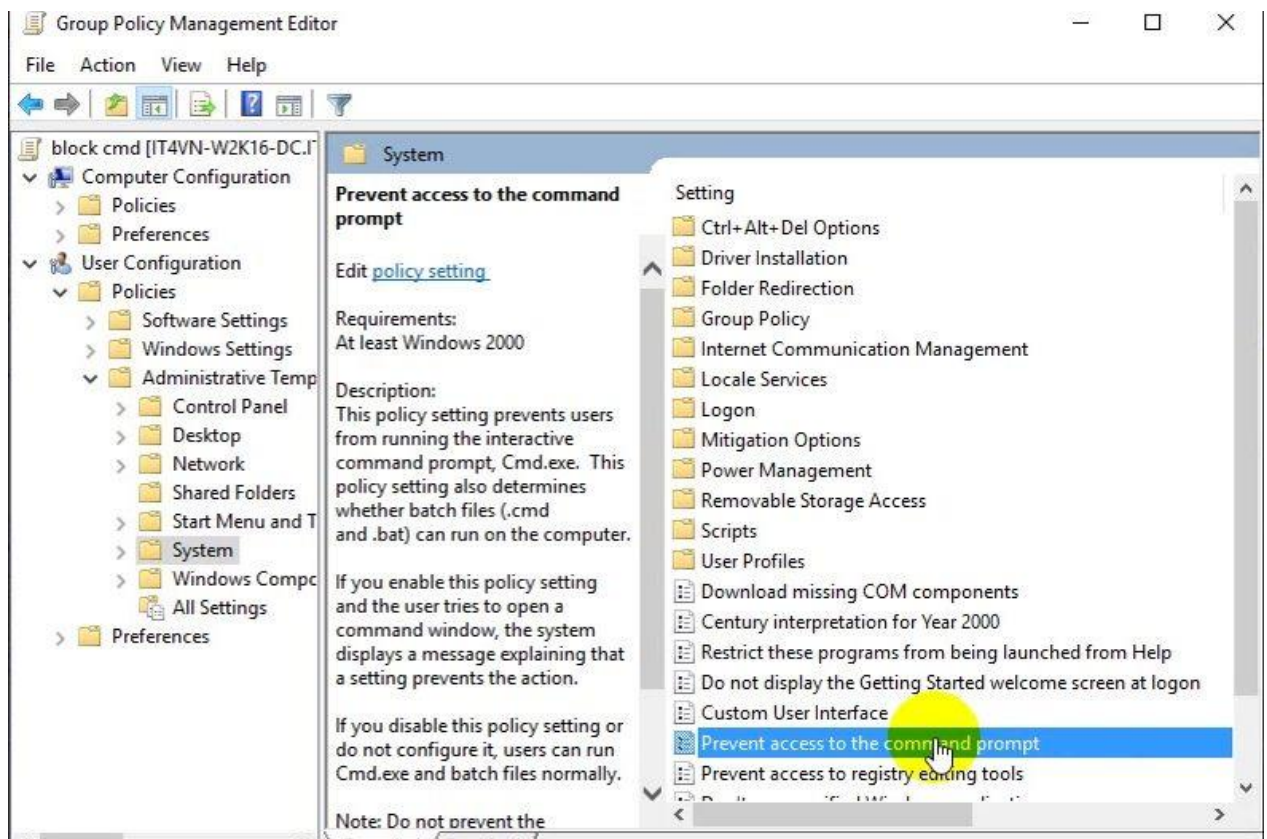 Group Policy Management Editor
File Action View Help
block cmd [IT4VN-W2K16-DC.IT
Computer Configuration
Policies
Preferences
User Configuration
Policies
Software Settings
Windows Settings
Administrative Temp
Control Panel
Desktop
Network
Shared Folders
Start Menu and T
System
Windows Compo
All Settings
Preferences
System
Prevent access to the command
prompt
Edit policy setting
Requirements:
At least Windows 2000
Description:
This policy setting prevents users
from running the interactive
command prompt, Cmd.exe. This
policy setting also determines
whether batch files (.cmd
and .bat) can run on the computer.
If you enable this policy setting
and the user tries to open a
command window, the system
displays a message explaining that
a setting prevents the action.
If you disable this policy setting or
do not configure it, users can run
Cmd.exe and batch files normally.
Note: Do not prevent the
Setting
Ctrl+Alt+Del Options
Driver Installation
Folder Redirection
Group Policy
Internet Communication Management
Locale Services
Logon
Mitigation Options
Power Management
Removable Storage Access
Scripts
User Profiles
Download missing COM components
Century interpretation for Year 2000
Restrict these programs from being launched from Help
Do not display the Getting Started welcome screen at logon
Custom User Interface
Prevent access to the command prompt
Prevent access to registry editing tools